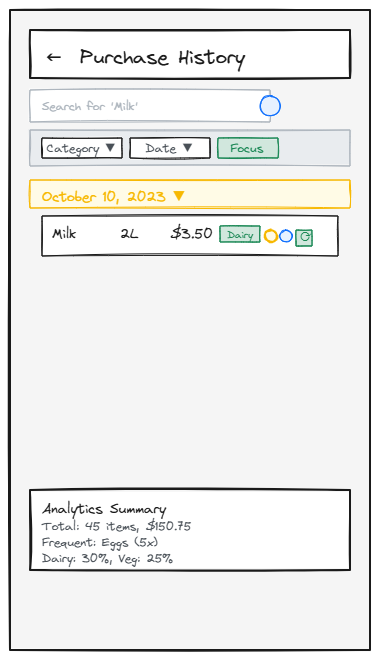 ← Purchase History
Search for 'Milk'
Category ▼ Date ▼ Focus
October 10, 2023 ▼
Milk 2L $3.50 Dairy
Analytics Summary
Total: 45 items, $150.75
Frequent: Eggs (5x)
Dairy: 30%, Veg: 25%